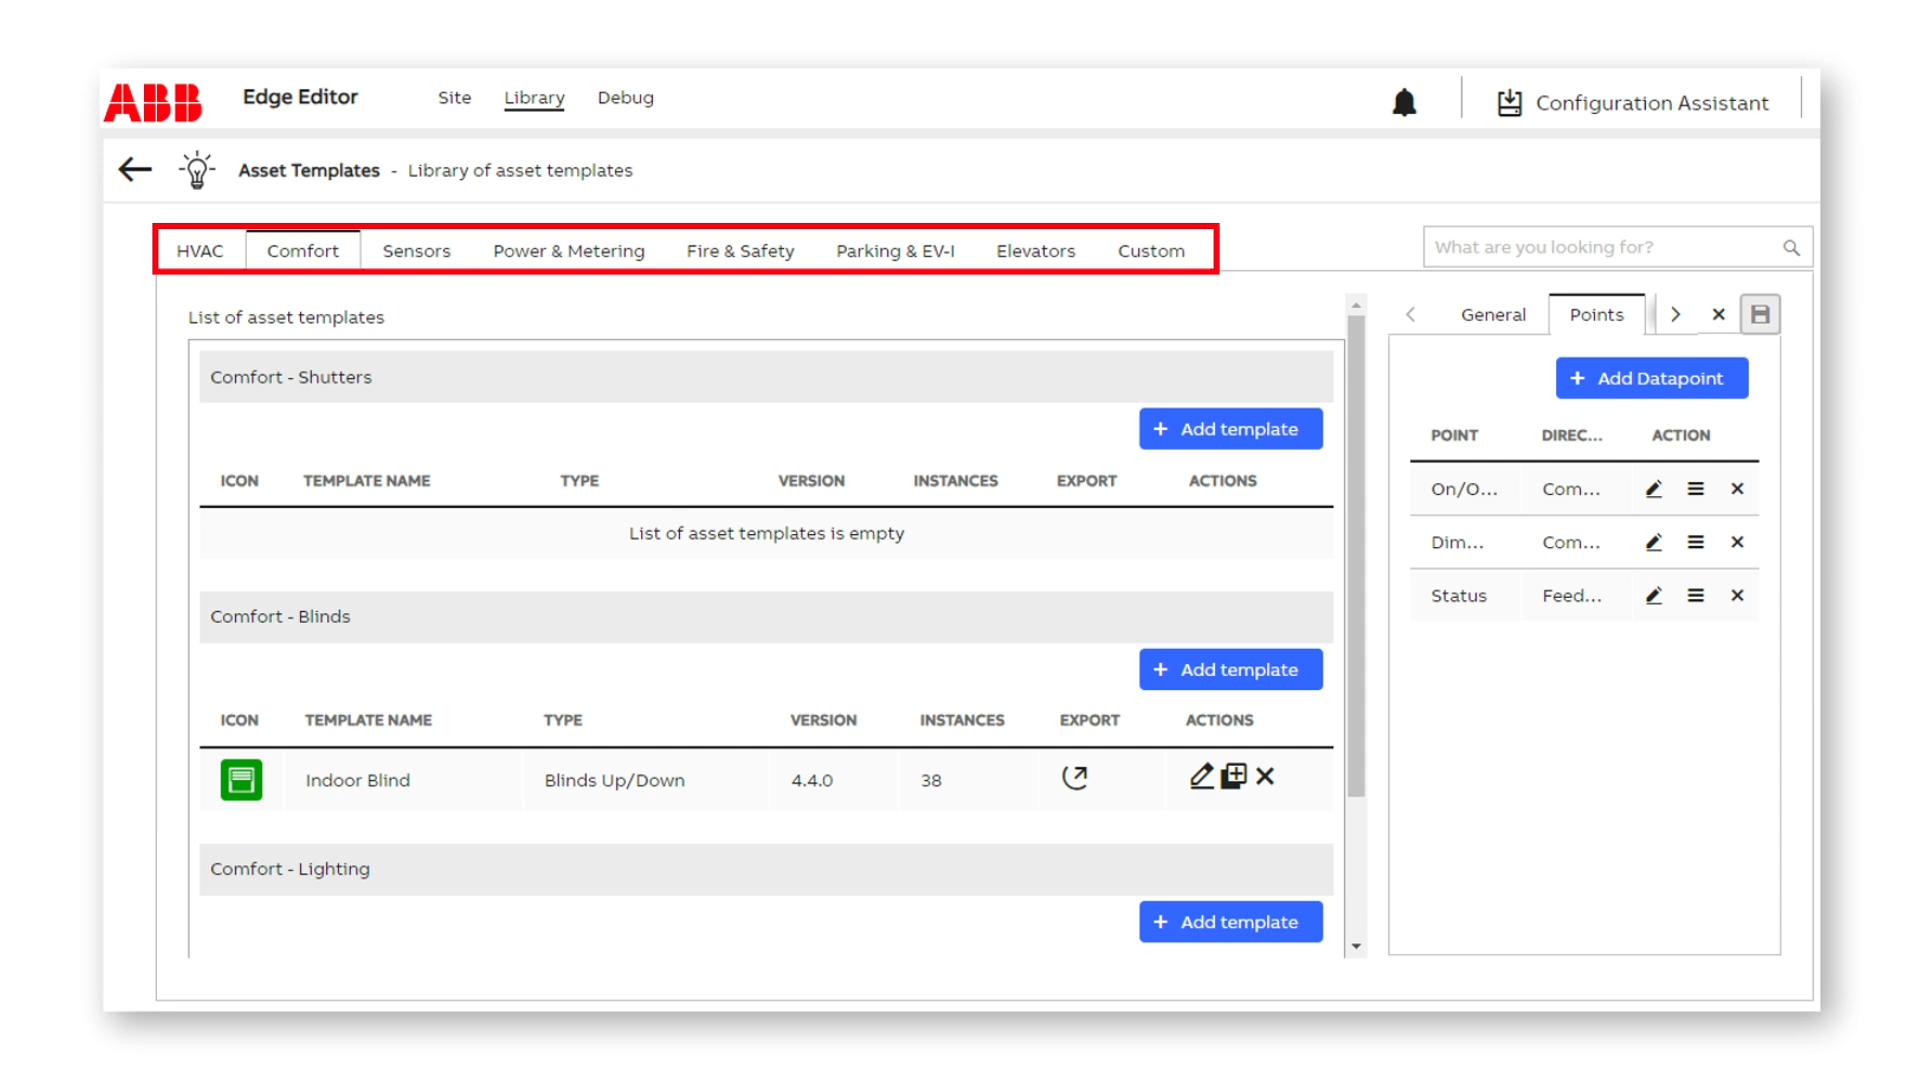 ABB Edge Editor Site Library Debug Configuration Assistant
Asset Templates - Library of asset templates
HVAC Comfort Sensors Power & Metering Fire & Safety Parking & EV-I Elevators Custom What are you looking for?
List of asset templates
Comfort - Shutters
+ Add template
ICON TEMPLATE NAME TYPE VERSION INSTANCES EXPORT ACTIONS
List of asset templates is empty
Comfort - Blinds
+ Add template
ICON TEMPLATE NAME TYPE VERSION INSTANCES EXPORT ACTIONS
Indoor Blind Blinds Up/Down 4.4.0 38
Comfort - Lighting
+ Add template
General Points
+ Add Datapoint
POINT DIREC... ACTION
On/O... Com...
Dim... Com...
Status Feed...